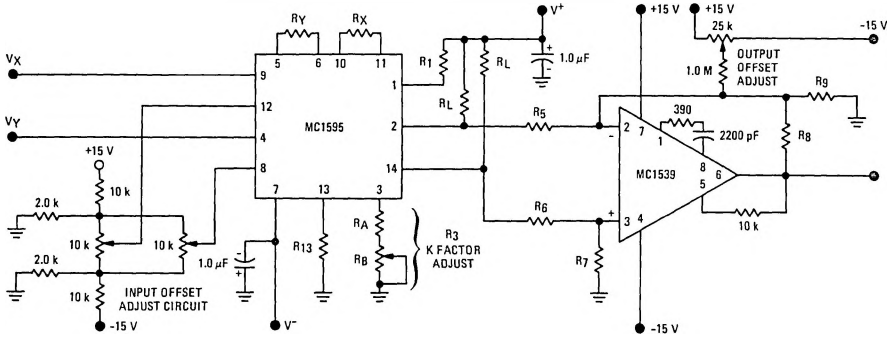 V+
+15 V
25 k
-15 V
RY
RX
5
6
10
11
R1
RL
+
-
1.0 µF
1.0 M
OUTPUT
OFFSET
ADJUST
VX
9
1
RL
R9
12
MC1595
2
R5
2
-
7
390
1
2200 pF
R8
VY
4
8
6
MC1539
+15 V
8
14
5
10 k
R6
+
3
4
10 k
2.0 k
7
13
3
10 k
10 k
RA
R3
K FACTOR
ADJUST
R7
2.0 k
1.0 µF
-
+
R13
RB
10 k
INPUT OFFSET
ADJUST CIRCUIT
-15 V
V-
-15 V